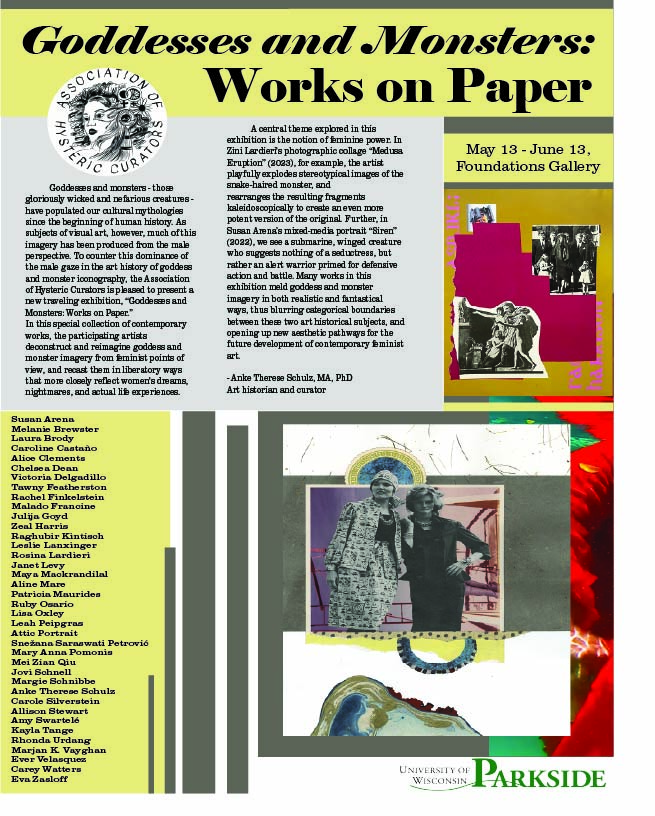 Goddesses and Monsters:
Works on Paper
ASSOCIATION OF
HYSTERIC CURATORS
Goddesses and monsters - those
gloriously wicked and nefarious creatures -
have populated our cultural mythologies
since the beginning of human history. As
subjects of visual art, however, much of this
imagery has been produced from the male
perspective. To counter this dominance of
the male gaze in the art history of goddess
and monster iconography, the Association
of Hysteric Curators is pleased to present a
new traveling exhibition, “Goddesses and
Monsters: Works on Paper.”
In this special collection of contemporary
works, the participating artists
deconstruct and reimagine goddess and
monster imagery from feminist points of
view, and recast them in liberatory ways
that more closely reflect women's dreams,
nightmares, and actual life experiences.
A central theme explored in this
exhibition is the notion of feminine power. In
Zini Lardieri's photographic collage “Medusa
Eruption” (2023), for example, the artist
playfully explodes stereotypical images of the
snake-haired monster, and
rearranges the resulting fragments
kaleidoscopically to create an even more
potent version of the original. Further, in
Susan Arena's mixed-media portrait “Siren”
(2022), we see a submarine, winged creature
who suggests nothing of a seductress, but
rather an alert warrior primed for defensive
action and battle. Many works in this
exhibition meld goddess and monster
imagery in both realistic and fantastical
ways, thus blurring categorical boundaries
between these two art historical subjects, and
opening up new aesthetic pathways for the
future development of contemporary feminist
art.
- Anke Therese Schulz, MA, PhD
Art historian and curator
May 13 - June 13,
Foundations Gallery
Susan Arena
Melanie Brewster
Laura Brody
Caroline Castaño
Alice Clements
Chelsea Dean
Victoria Delgadillo
Tawny Featherston
Rachel Finkelstein
Malado Francine
Julija Goyd
Zeal Harris
Raghubir Kintisch
Leslie Lanxinger
Rosina Lardieri
Janet Levy
Maya Mackrandilal
Aline Mare
Patricia Maurides
Ruby Osorio
Lisa Oxley
Leah Peipgras
Attic Portrait
Snežana Saraswati Petrović
Mary Anna Pomonis
Mei Zian Qiu
Jovi Schnell
Margie Schnibbe
Anke Therese Schulz
Carole Silverstein
Allison Stewart
Amy Swartelé
Kayla Tange
Rhonda Urdang
Marjan K. Vayghan
Ever Velasquez
Carey Watters
Eva Zasloff
UNIVERSITY OF
WISCONSIN
PARKSIDE